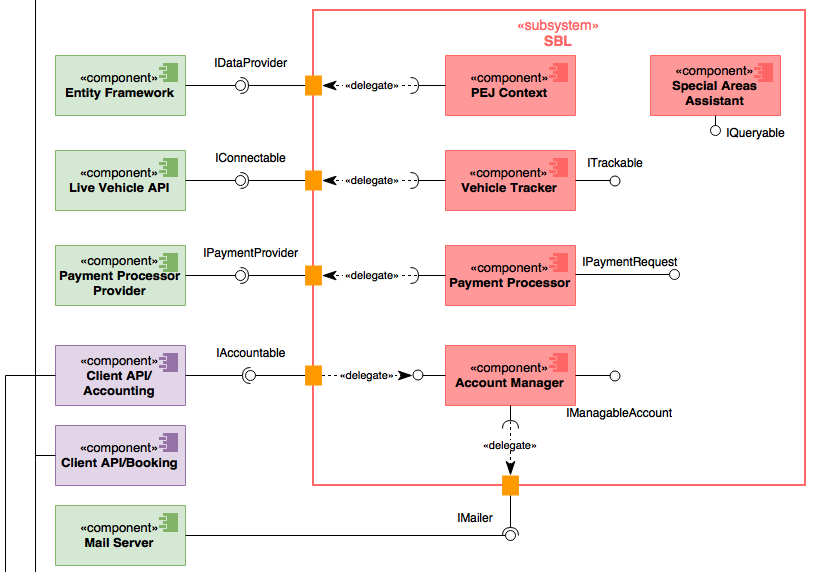 «subsystem»
SBL
«component»
Entity Framework
IDataProvider
«delegate»
«component»
PEJ Context
«component»
Special Areas
Assistant
IQueryable
«component»
Live Vehicle API
IConnectable
«delegate»
«component»
Vehicle Tracker
ITrackable
«component»
Payment Processor
Provider
IPaymentProvider
«delegate»
«component»
Payment Processor
IPaymentRequest
«component»
Client API/
Accounting
IAccountable
«delegate»
«component»
Account Manager
IManagableAccount
«delegate»
«component»
Client API/Booking
«component»
Mail Server
IMailer